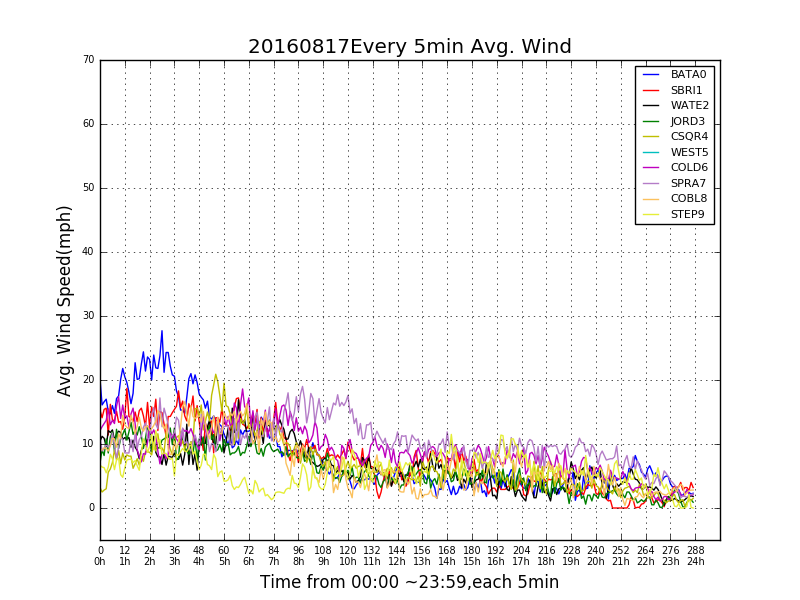 20160817Every 5min Avg. Wind
70
60
50
40
30
20
10
0
Avg. Wind Speed(mph)
BATA0
SBRI1
WATE2
JORD3
CSQR4
WEST5
COLD6
SPRA7
COBL8
STEP9
0 12 24 36 48 60 72 84 96 108 120 132 144 156 168 180 192 204 216 228 240 252 264 276 288
0h 1h 2h 3h 4h 5h 6h 7h 8h 9h 10h 11h 12h 13h 14h 15h 16h 17h 18h 19h 20h 21h 22h 23h 24h
Time from 00:00 ~23:59,each 5min